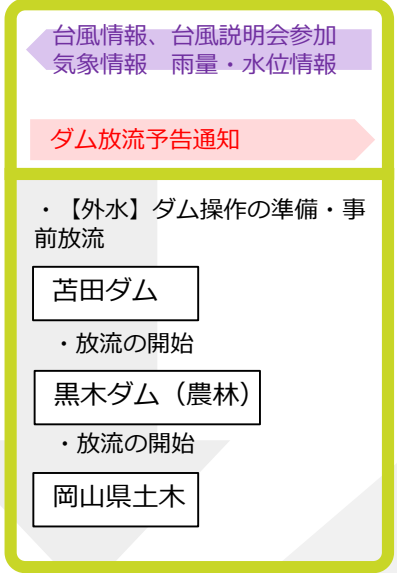 台風情報、台風説明会参加
気象情報　雨量・水位情報
ダム放流予告通知
・【外水】ダム操作の準備・事
前放流
苫田ダム
・放流の開始
黒木ダム（農林）
・放流の開始
岡山県土木